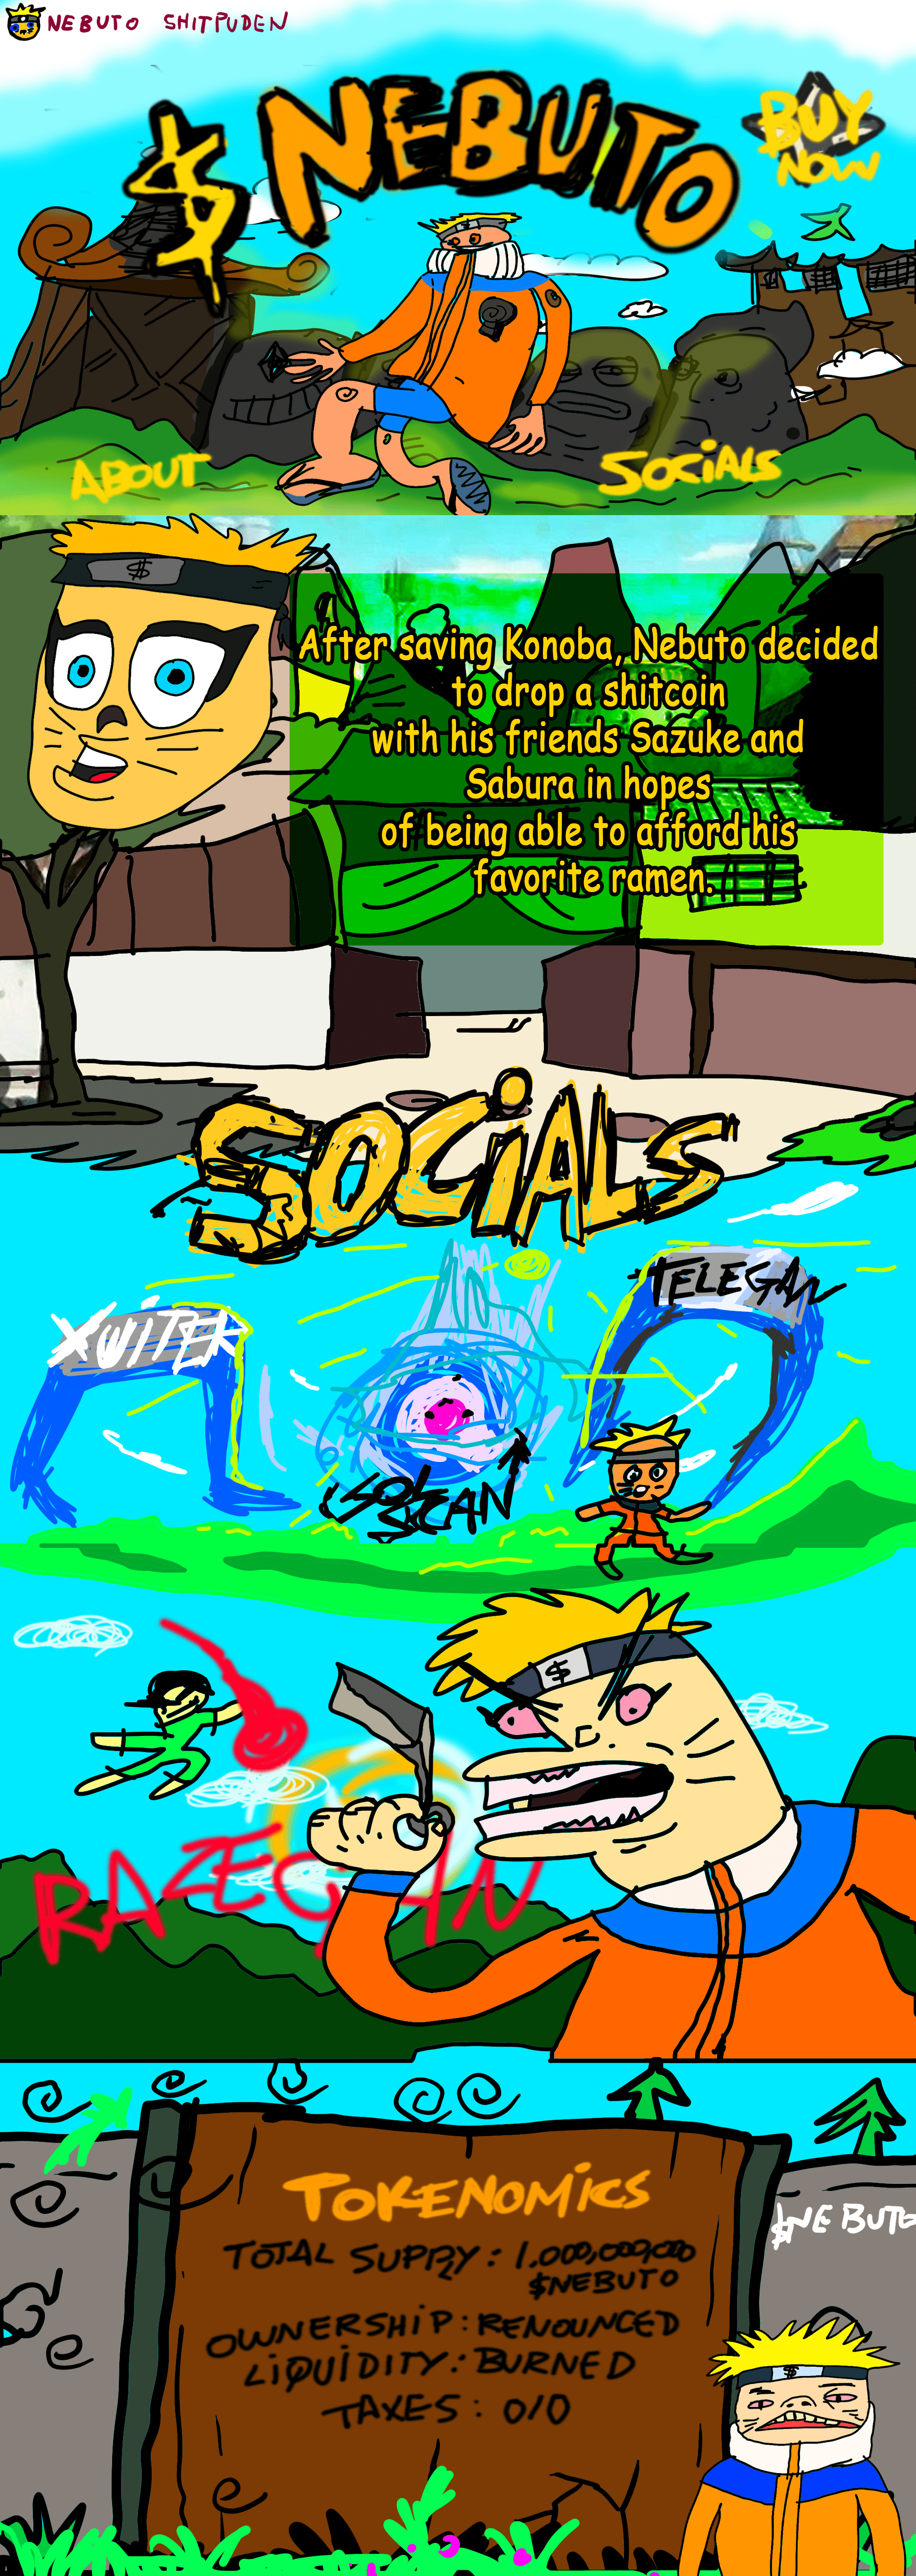 NEBUTO SHITPUDEN
$ NEBUTO
BUY
NOW
ABOUT
SOCIALS
$
After saving Konoba, Nebuto decided
to drop a shitcoin
with his friends Sazuke and
Sabura in hopes
of being able to afford his
favorite ramen.
SOCiALS
XWiTER
TELEGAN
SOLSCAN
$
RAZEGAN
TOKENOMiCS
TOTAL SUPPLY: 1.000,000,000
$NEBUTO
OWNERSHiP: RENOUNCED
LiQUiDiTY: BURNED
TAXES: 0/0
$NEBUTO
$